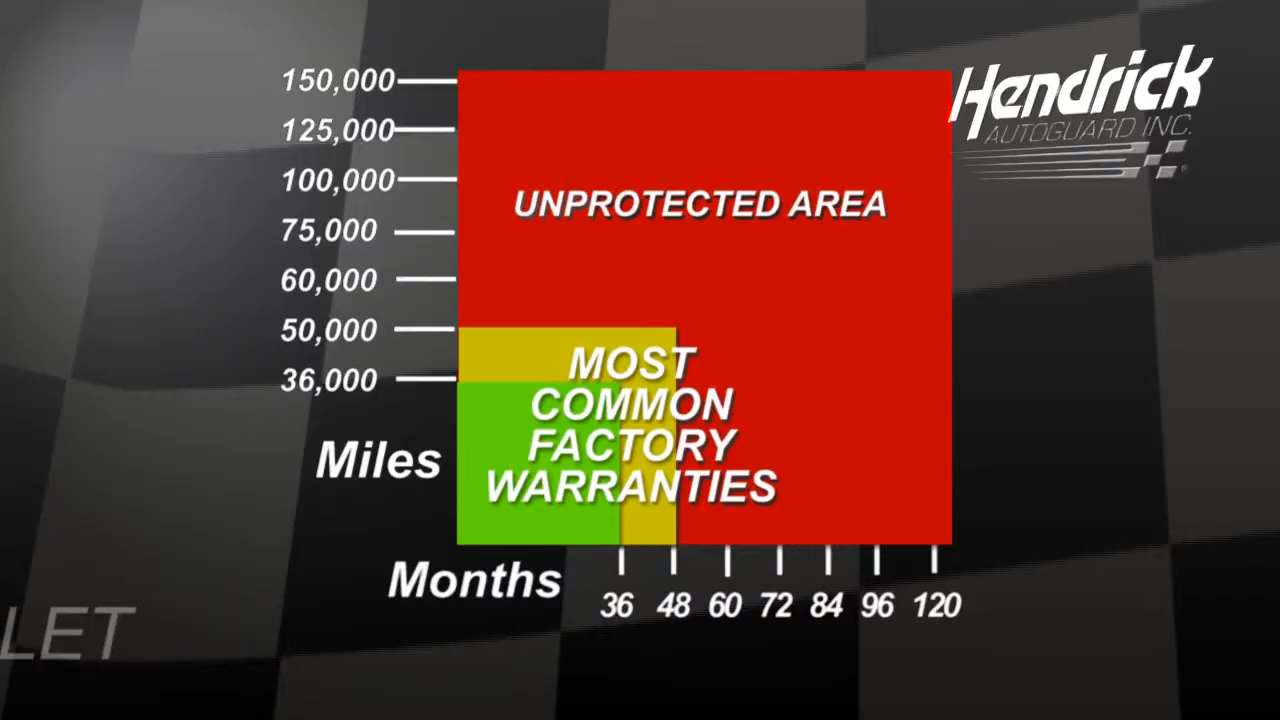 150,000
125,000
100,000
75,000
60,000
50,000
36,000
Miles
Months
36 48 60 72 84 96 120
UNPROTECTED AREA
MOST
COMMON
FACTORY
WARRANTIES
Hendrick
AUTOGUARD INC.
LET